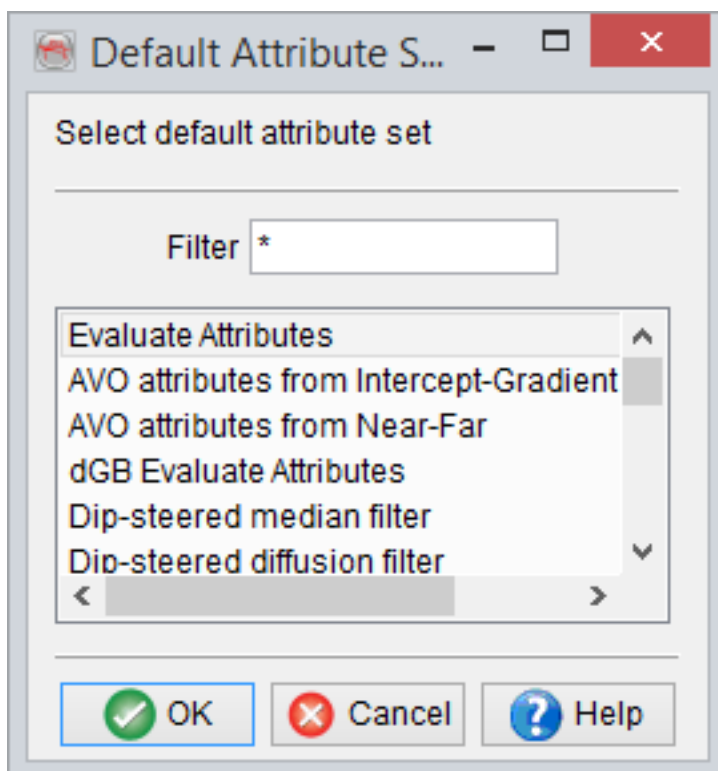 Default Attribute S...
Select default attribute set
Filter *
Evaluate Attributes
AVO attributes from Intercept-Gradient
AVO attributes from Near-Far
dGB Evaluate Attributes
Dip-steered median filter
Dip-steered diffusion filter
OK Cancel Help